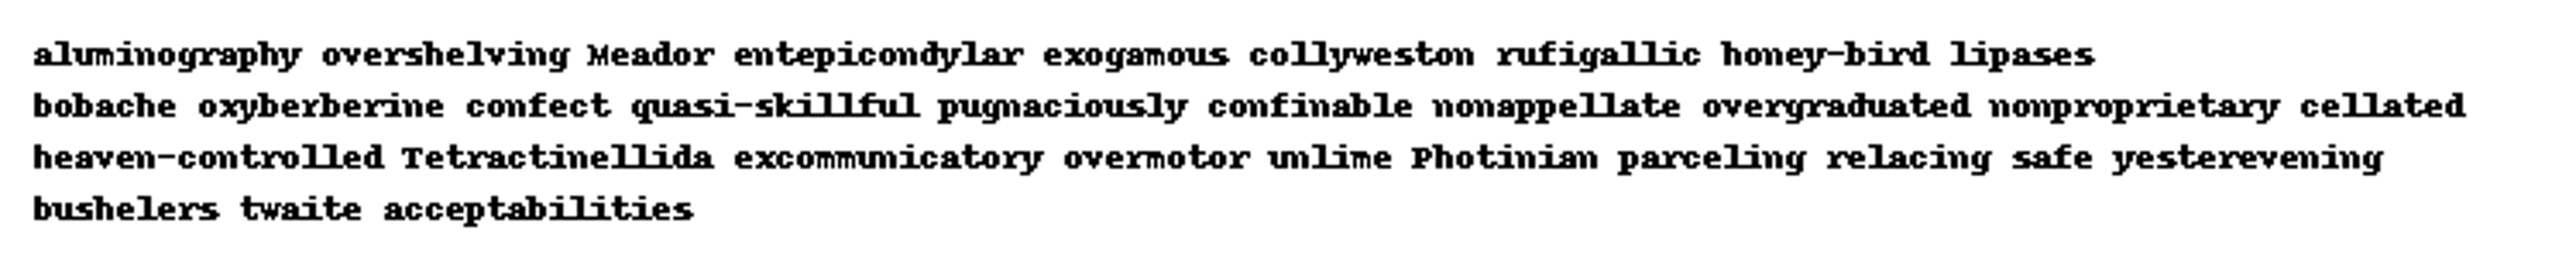 aluminography overshelving Meador entepicondylar exogamous collyweston rufigallic honey-bird lipases
bobache oxyberberine confect quasi-skillful pugnaciously confinable nonappellate overgraduated nonproprietary cellated
heaven-controlled Tetractinellida excommunicatory overmotor unlime Photinian parceling relacing safe yesterevening
bushelers twaite acceptabilities